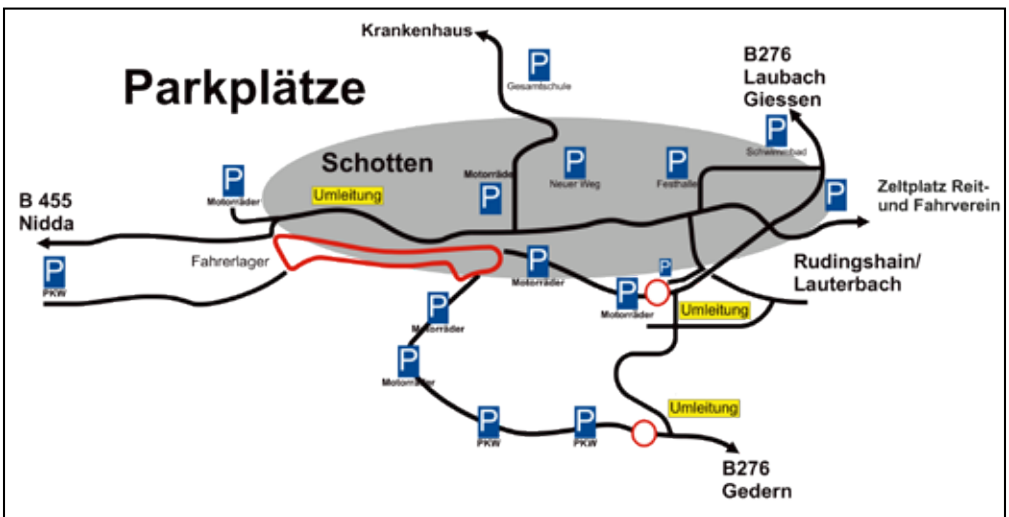 Krankenhaus
P
Gesamtschule
B276
Laubach
Giessen
Parkplätze
P
Schwimmbad
Schotten
P
Motorräder
Umleitung
Motorräder
P
P
Neuer Weg
P
Festhalle
P
Zeltplatz Reit-
und Fahrverein
B 455
Nidda
P
PKW
Fahrerlager
P
Motorräder
P
P
Motorräder
Rudingshain/
Lauterbach
Umleitung
P
Motorräder
P
Motorräder
P
PKW
P
PKW
Umleitung
B276
Gedern